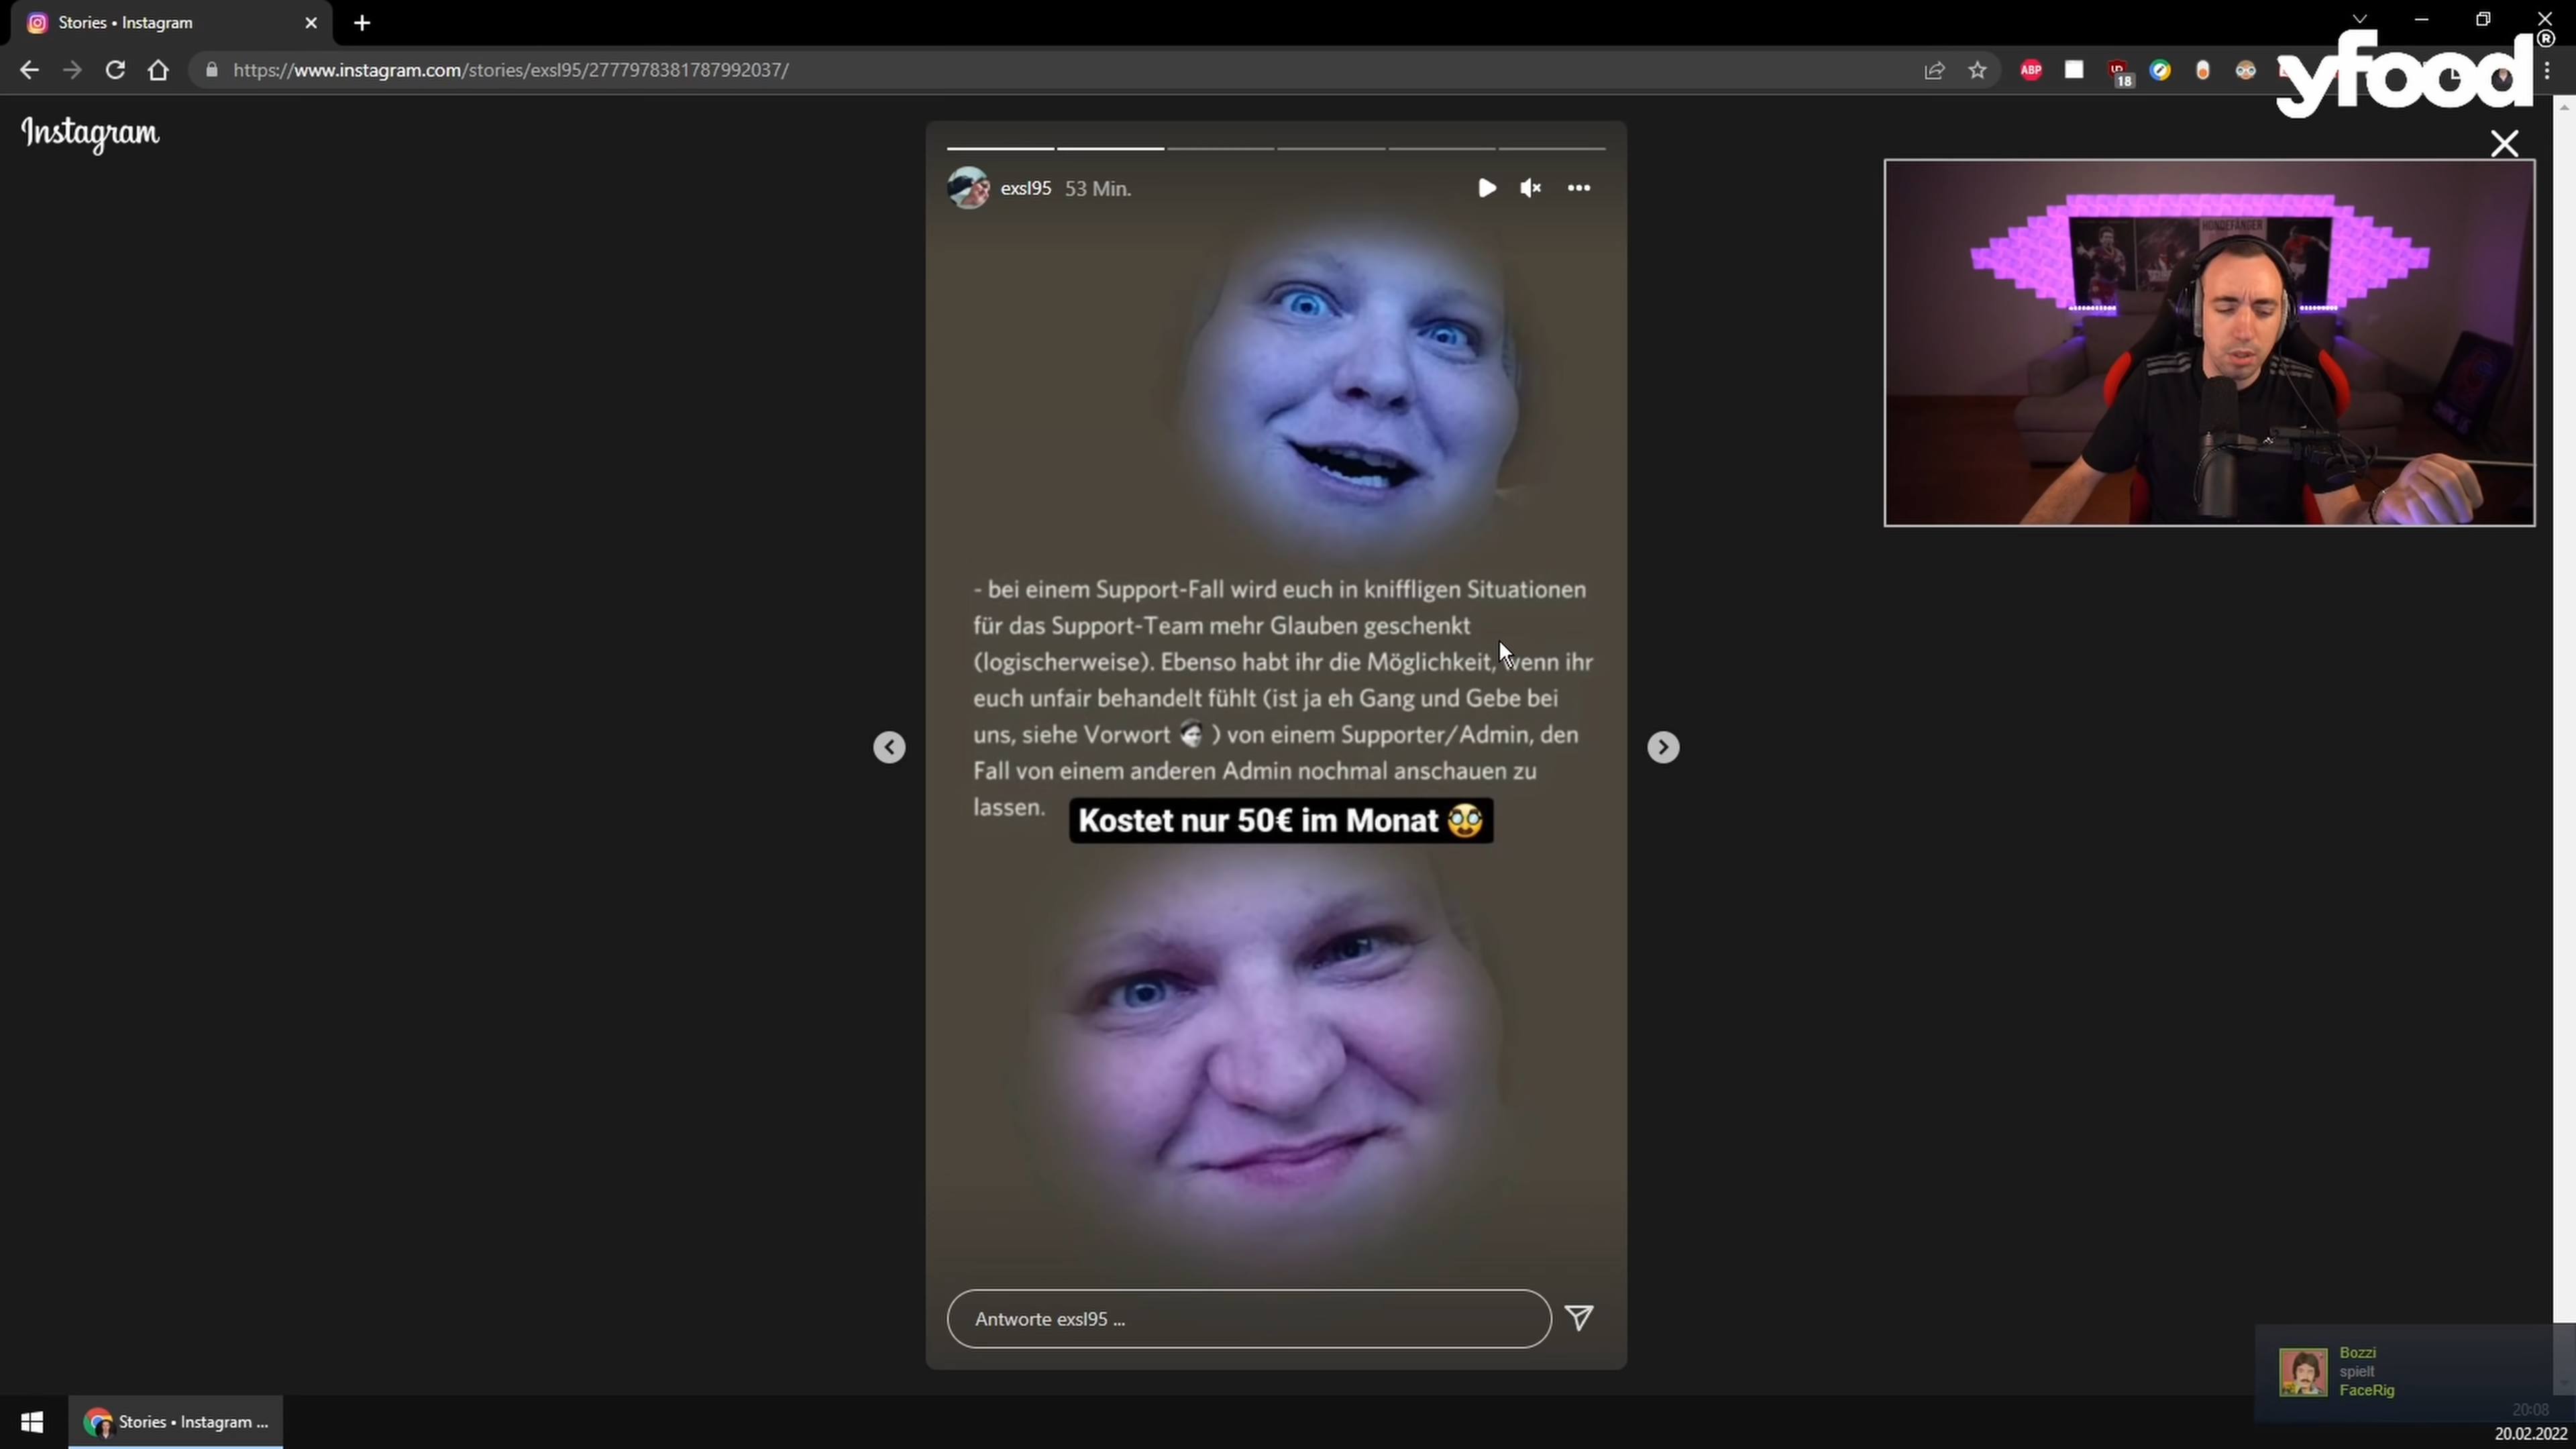 Stories • Instagram
https://www.instagram.com/stories/exsl95/2777978381787992037/
ABP
18
yfood®
Instagram
exsl95 53 Min.
HONDEFÄNGER
- bei einem Support-Fall wird euch in kniffligen Situationen
für das Support-Team mehr Glauben geschenkt
(logischerweise). Ebenso habt ihr die Möglichkeit, wenn ihr
euch unfair behandelt fühlt (ist ja eh Gang und Gebe bei
uns, siehe Vorwort ) von einem Supporter/Admin, den
Fall von einem anderen Admin nochmal anschauen zu
lassen.
Kostet nur 50€ im Monat 🥸
Antworte exsl95 ...
Bozzi
spielt
FaceRig
Stories • Instagram ...
20:08
20.02.2022